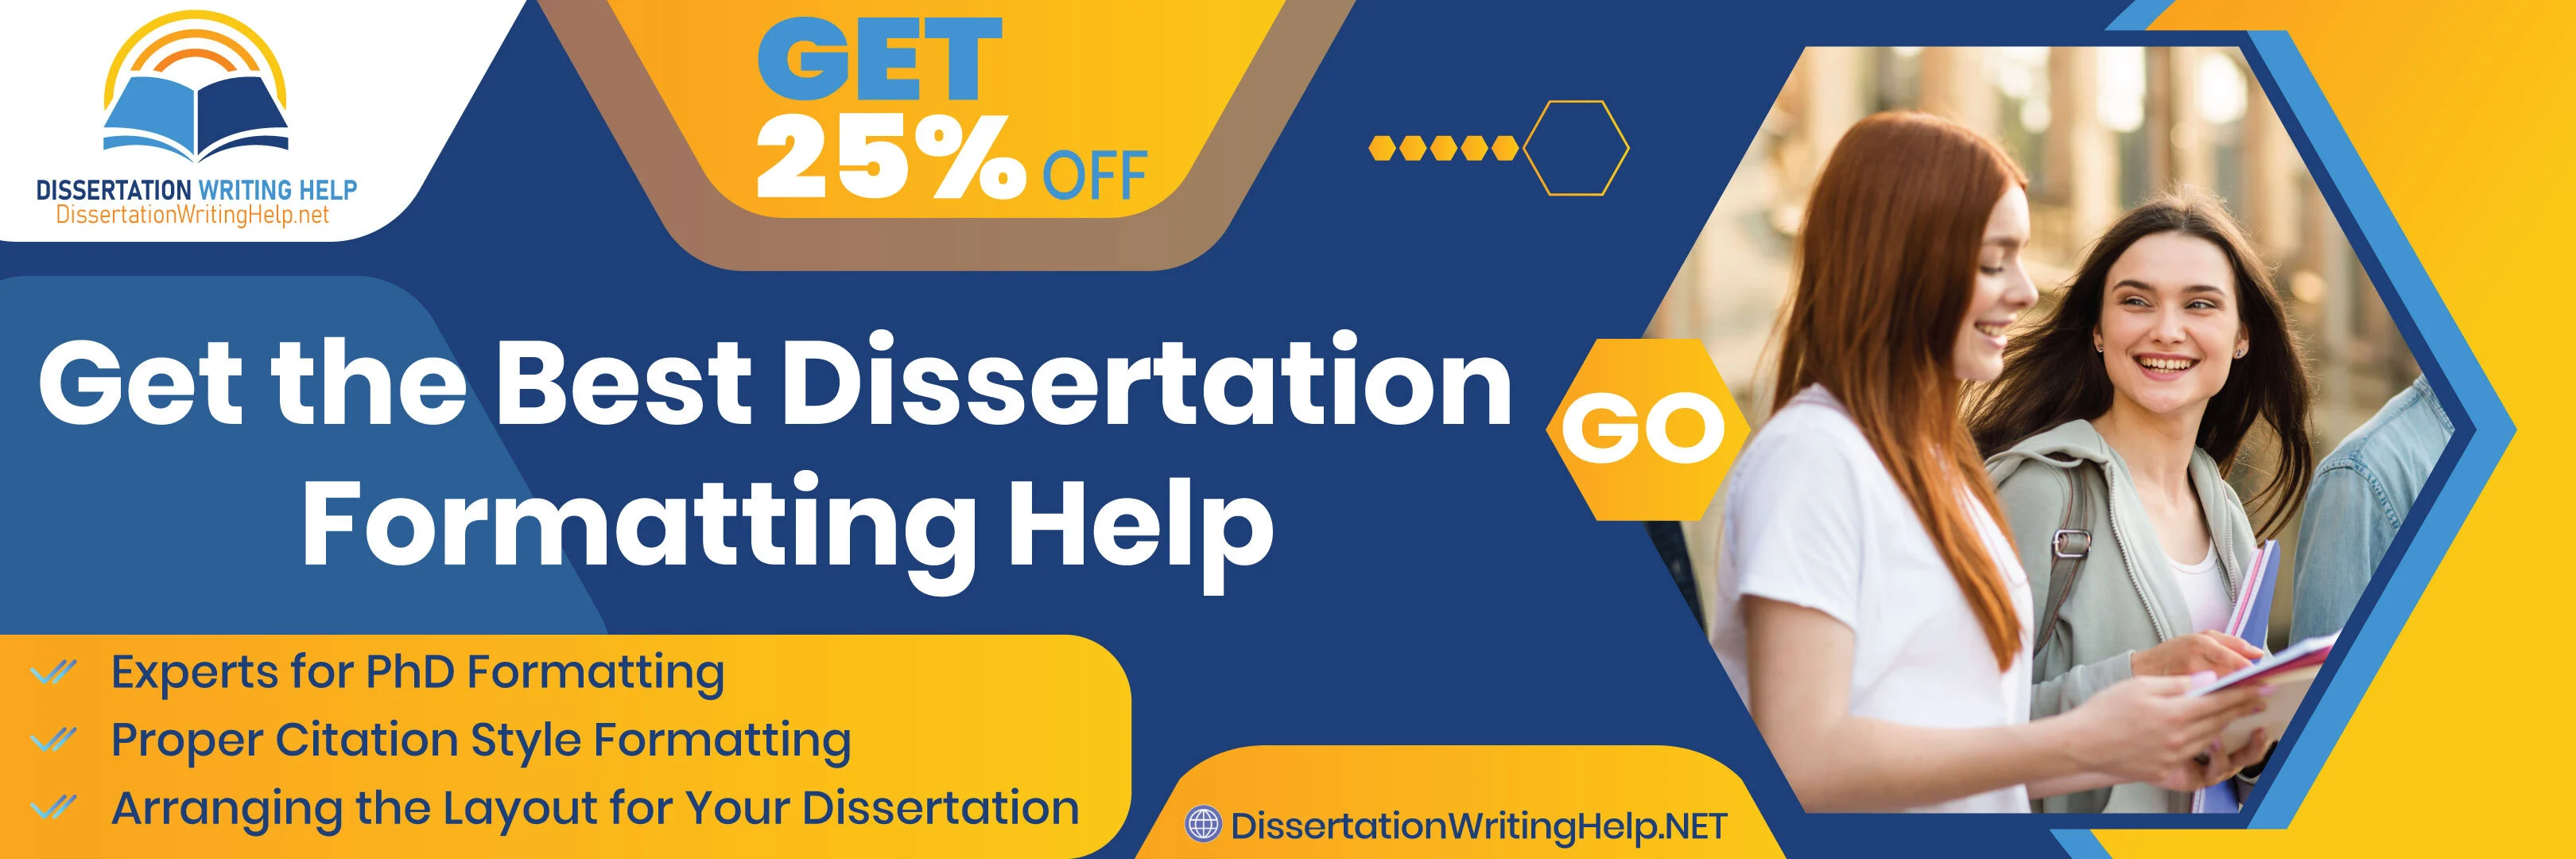 DISSERTATION WRITING HELP
DissertationWritingHelp.net
GET
25% OFF
Get the Best Dissertation
Formatting Help
GO
Experts for PhD Formatting
Proper Citation Style Formatting
Arranging the Layout for Your Dissertation
DissertationWritingHelp.NET